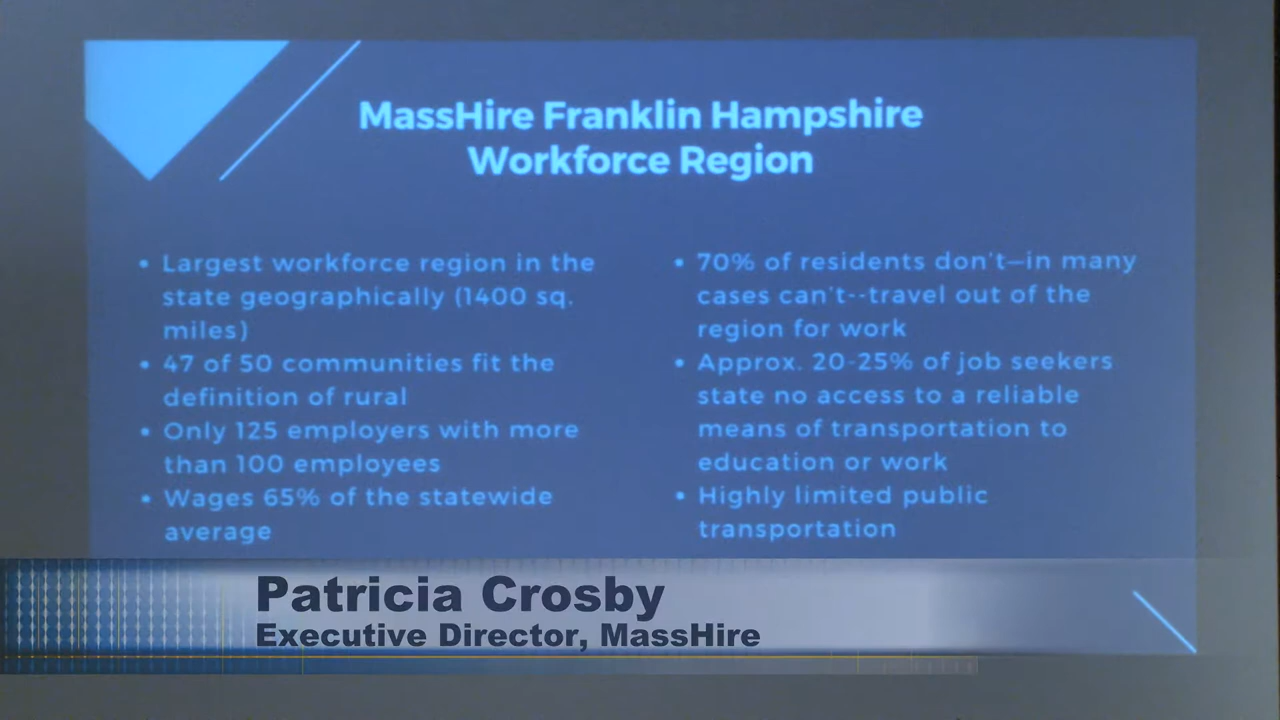 MassHire Franklin Hampshire
Workforce Region
• Largest workforce region in the
state geographically (1400 sq.
miles)
• 47 of 50 communities fit the
definition of rural
• Only 125 employers with more
than 100 employees
• Wages 65% of the statewide
average
• 70% of residents don't—in many
cases can't--travel out of the
region for work
• Approx. 20-25% of job seekers
state no access to a reliable
means of transportation to
education or work
• Highly limited public
transportation
Patricia Crosby
Executive Director, MassHire